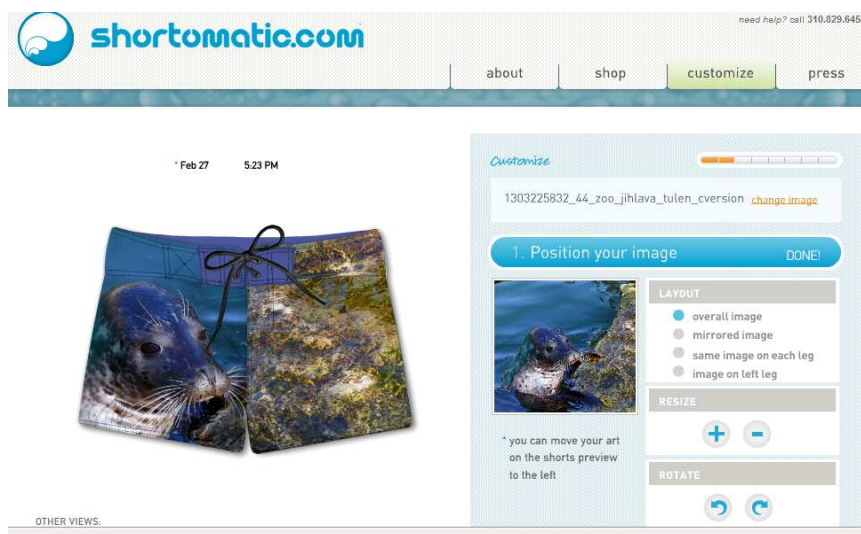 need help? call 310.829.645
shortomatic.com
about shop customize press
* Feb 27 5:23 PM
Customize
1303225832_44_zoo_jihlava_tulen_cversion change image
1. Position your image DONE!
LAYOUT
overall image
mirrored image
same image on each leg
image on left leg
RESIZE
* you can move your art
on the shorts preview
to the left
ROTATE
OTHER VIEWS: